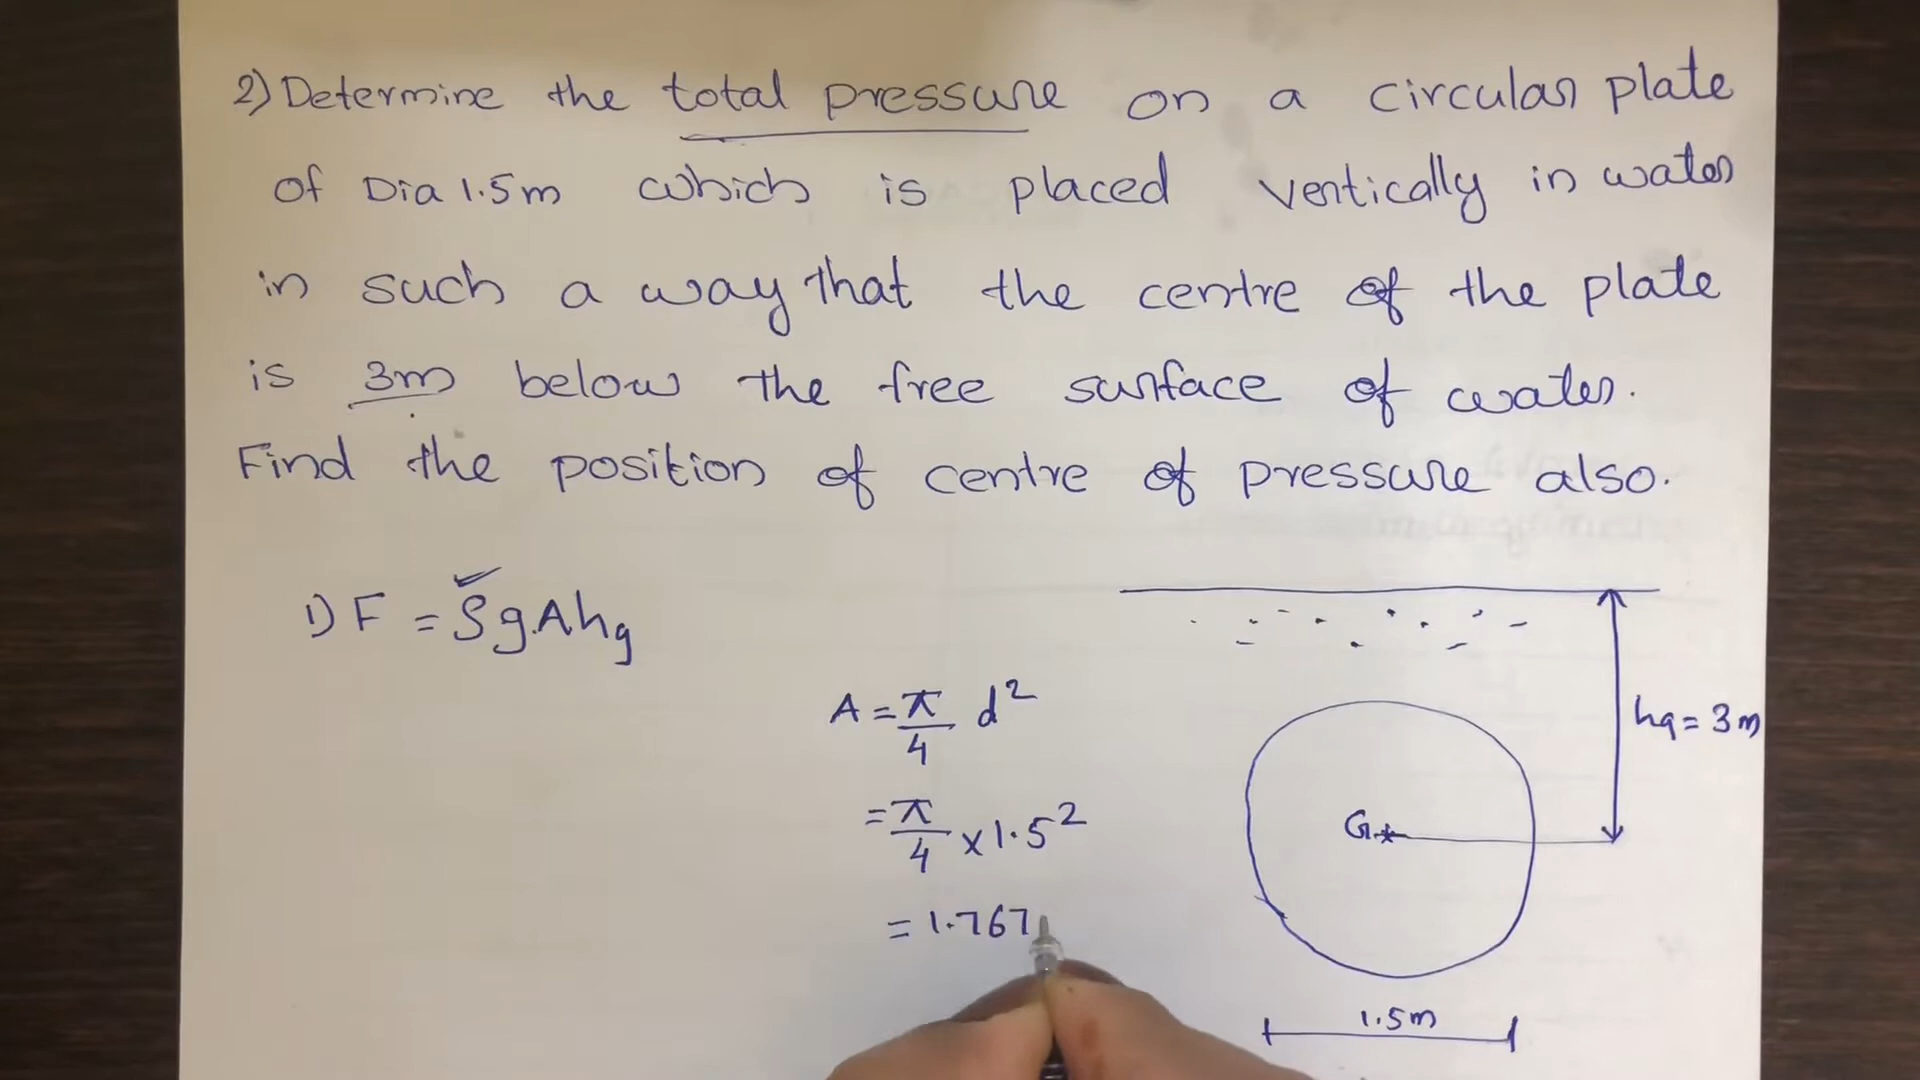 2) Determine the total pressure on a circular plate
of Dia 1.5m which is placed vertically in water
in such a way that the centre of the plate
is 3m below the free surface of water.
Find the position of centre of pressure also.
1) F = ρgAhg
A = π/4 d²
= π/4 × 1.5²
= 1.767
hg = 3m
G
1.5m